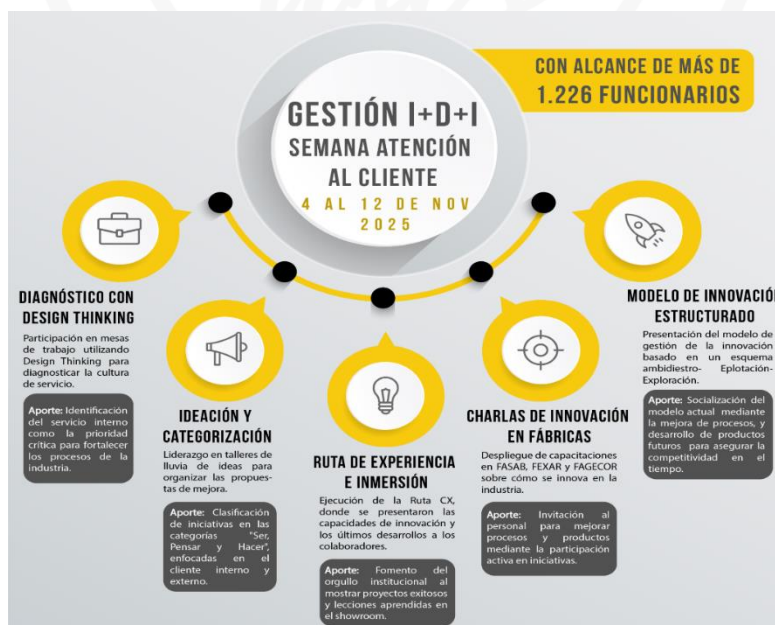 CON ALCANCE DE MÁS DE
1.226 FUNCIONARIOS
GESTIÓN I+D+I
SEMANA ATENCIÓN
AL CLIENTE
4 AL 12 DE NOV
2025
DIAGNÓSTICO CON
DESIGN THINKING
Participación en mesas
de trabajo utilizando
Design Thinking para
diagnosticar la cultura
de servicio.
Aporte: Identificación
del servicio interno
como la prioridad
crítica para fortalecer
los procesos de la
industria.
IDEACIÓN Y
CATEGORIZACIÓN
Liderazgo en talleres de
lluvia de ideas para
organizar las propues-
tas de mejora.
Aporte: Clasificación
de iniciativas en las
categorías "Ser,
Pensar y Hacer",
enfocadas en el
cliente interno y
externo.
RUTA DE EXPERIENCIA
E INMERSIÓN
Ejecución de la Ruta CX,
donde se presentaron las
capacidades de innovación y
los últimos desarrollos a los
colaboradores.
Aporte: Fomento del
orgullo institucional al
mostrar proyectos exitosos
y lecciones aprendidas en
el showroom.
CHARLAS DE INNOVACIÓN
EN FÁBRICAS
Despliegue de capacitaciones
en FASAB, FEXAR y FAGECOR
sobre cómo se innova en la
industria.
Aporte: Invitación al
personal para mejorar
procesos y productos
mediante la participación
activa en iniciativas.
MODELO DE INNOVACIÓN
ESTRUCTURADO
Presentación del modelo de
gestión de la innovación
basado en un esquema
ambidiestro- Eplotación-
Exploración.
Aporte: Socialización del
modelo actual mediante
la mejora de procesos, y
desarrollo de productos
futuros para asegurar la
competitividad en el
tiempo.